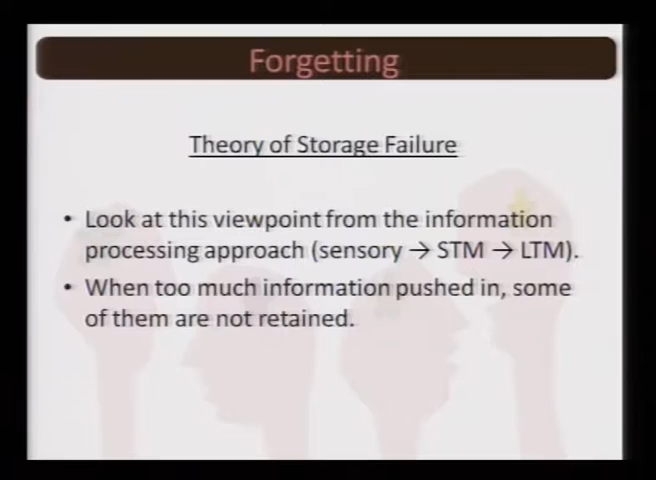 Forgetting
Theory of Storage Failure
• Look at this viewpoint from the information
processing approach (sensory → STM → LTM).
• When too much information pushed in, some
of them are not retained.